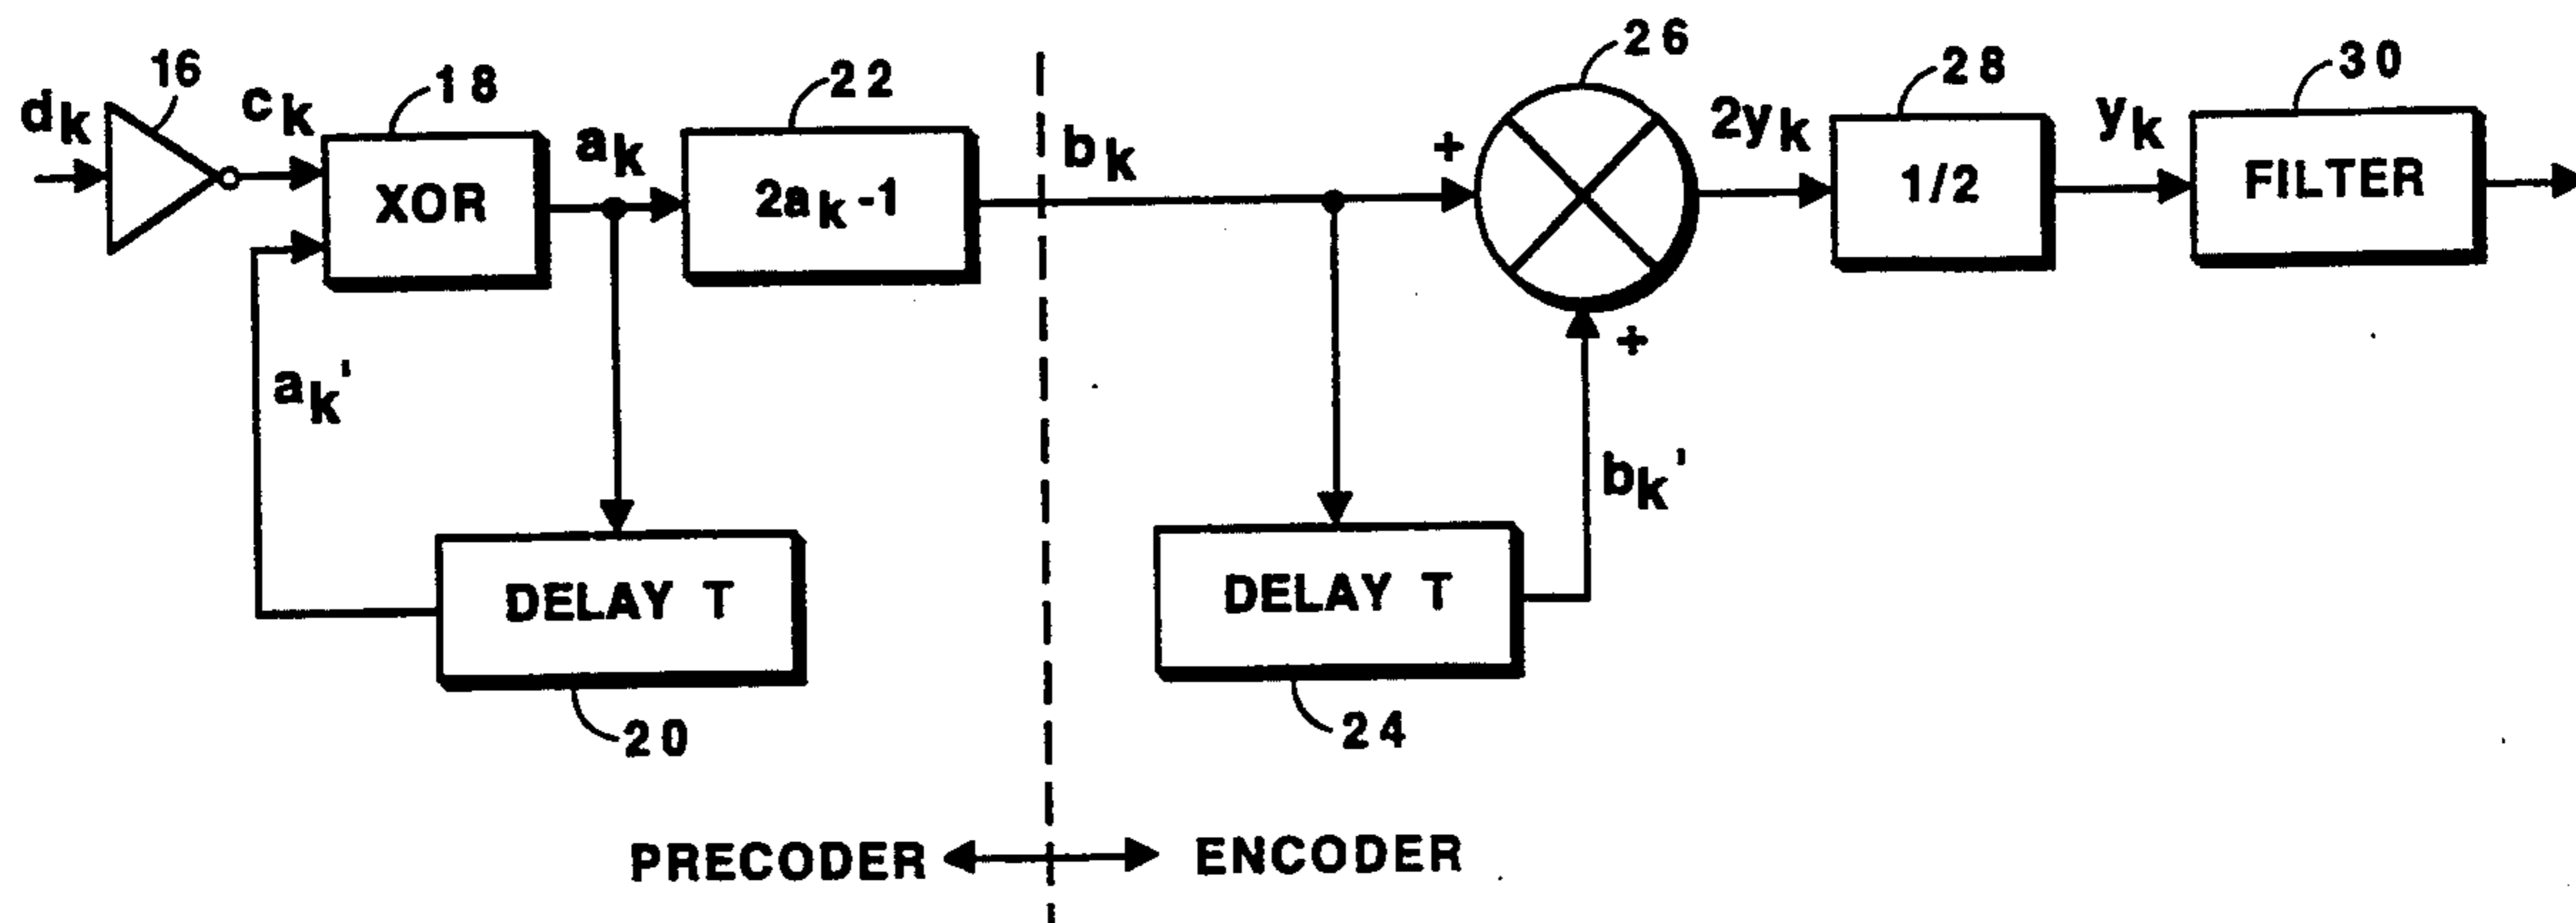 16
d_k
c_k
18
XOR
a_k
22
2a_k -1
b_k
26
+
+
2y_k
28
1/2
y_k
30
FILTER
a_k'
DELAY T
20
DELAY T
24
b_k'
PRECODER
ENCODER